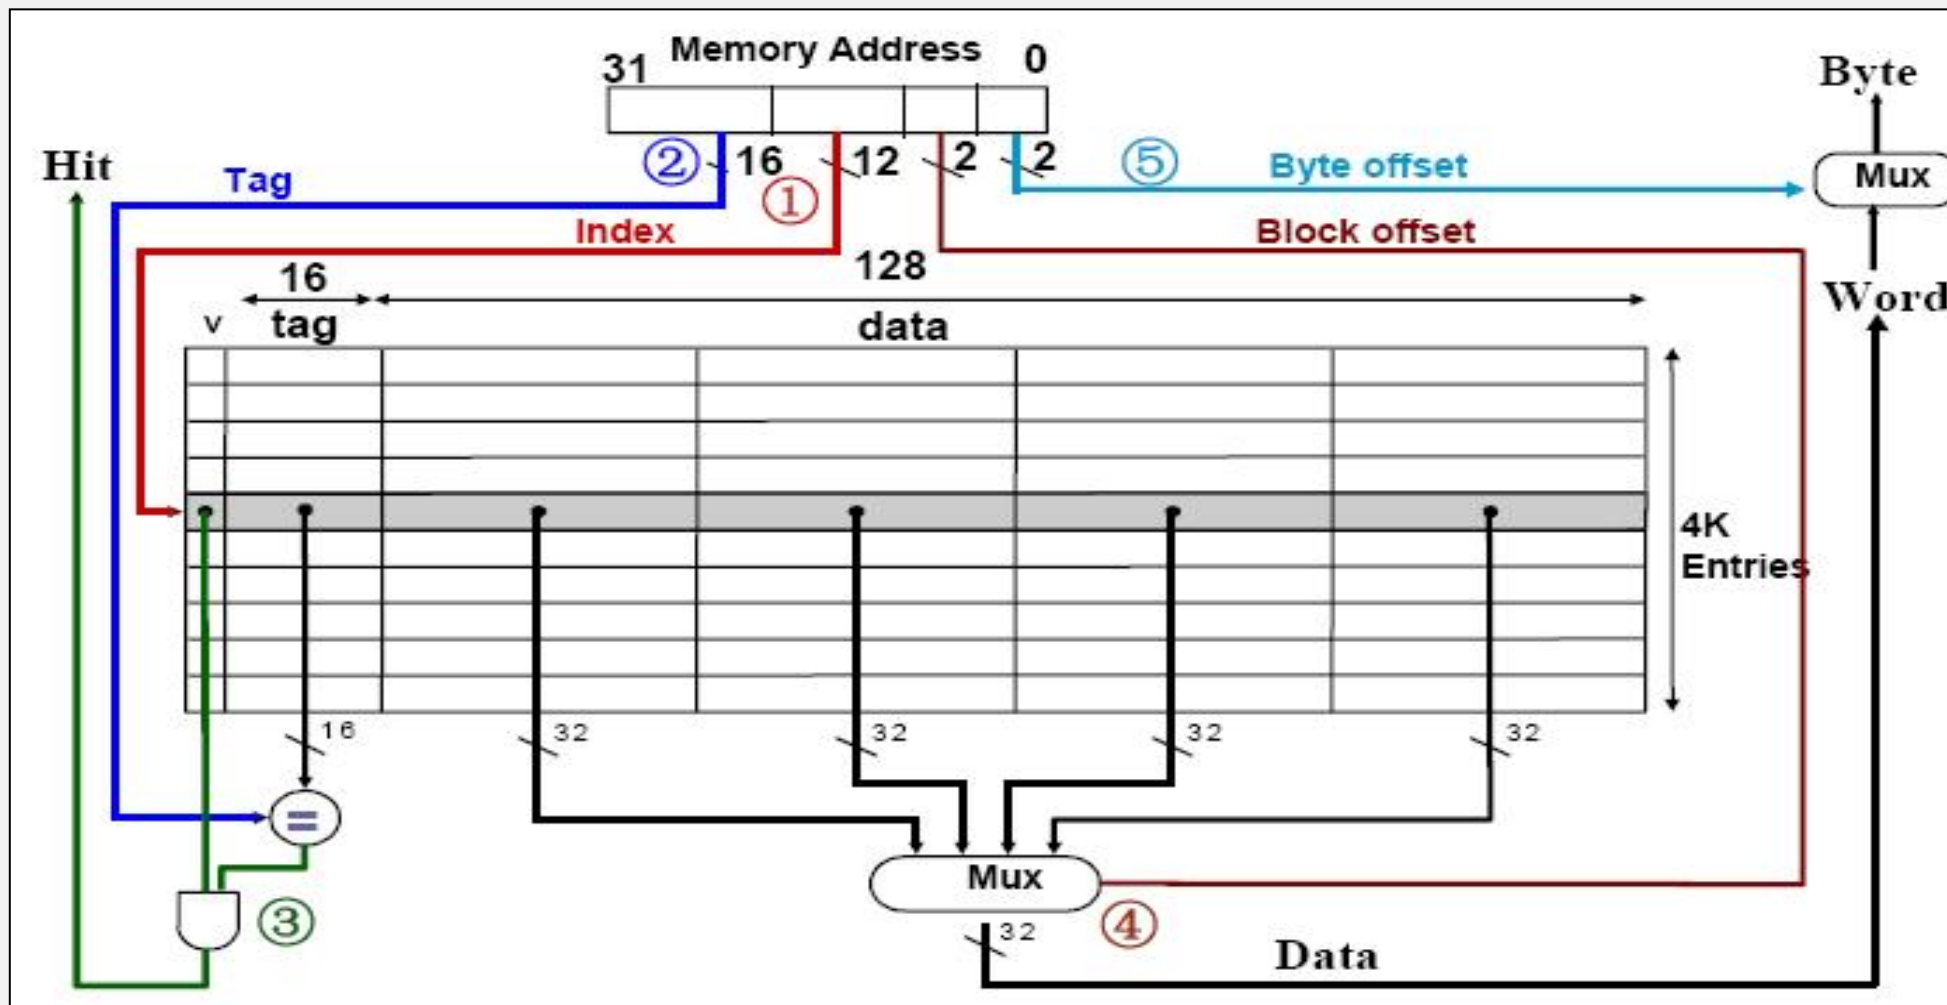 Memory Address
31
0
Byte
Hit
Tag
② 16
① 12
2
2
⑤
Byte offset
Mux
Index
Block offset
16
128
Word
v
tag
data
4K
Entries
16
32
32
32
32
=
Mux
③
④
32
Data